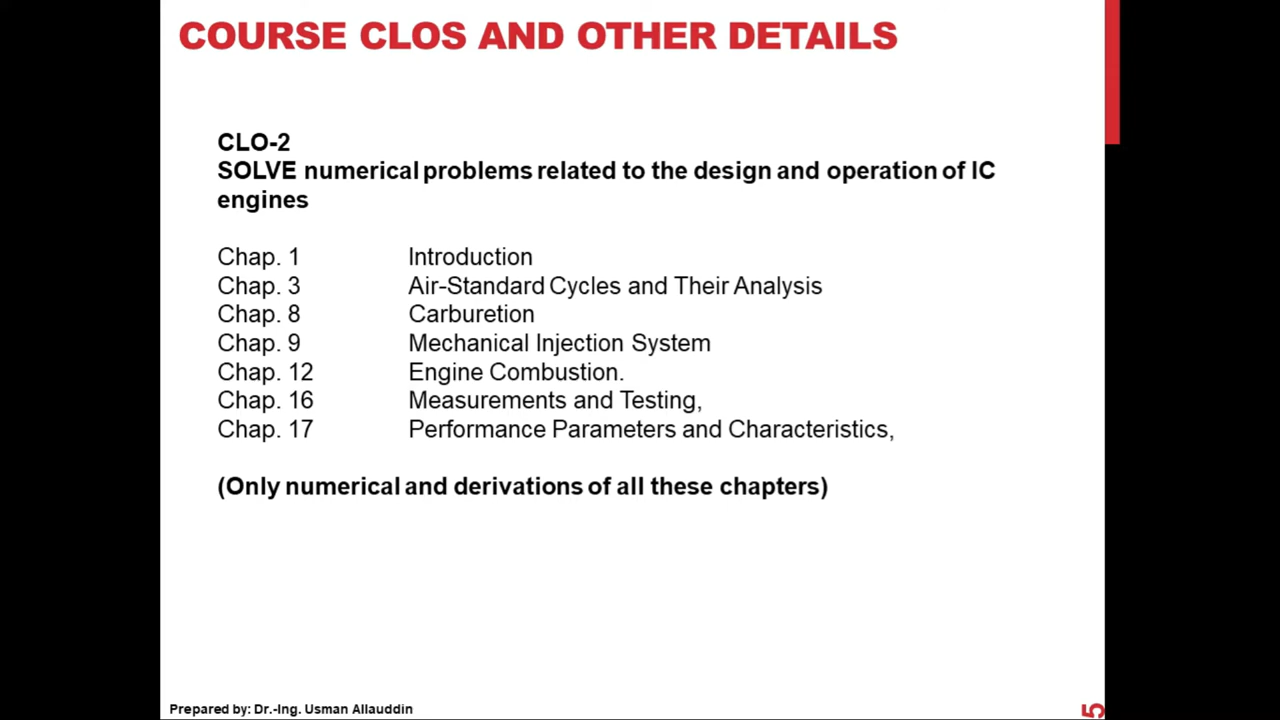 COURSE CLOS AND OTHER DETAILS
CLO-2
SOLVE numerical problems related to the design and operation of IC
engines
Chap. 1 Introduction
Chap. 3 Air-Standard Cycles and Their Analysis
Chap. 8 Carburetion
Chap. 9 Mechanical Injection System
Chap. 12 Engine Combustion.
Chap. 16 Measurements and Testing,
Chap. 17 Performance Parameters and Characteristics,
(Only numerical and derivations of all these chapters)
Prepared by: Dr.-Ing. Usman Allauddin
5